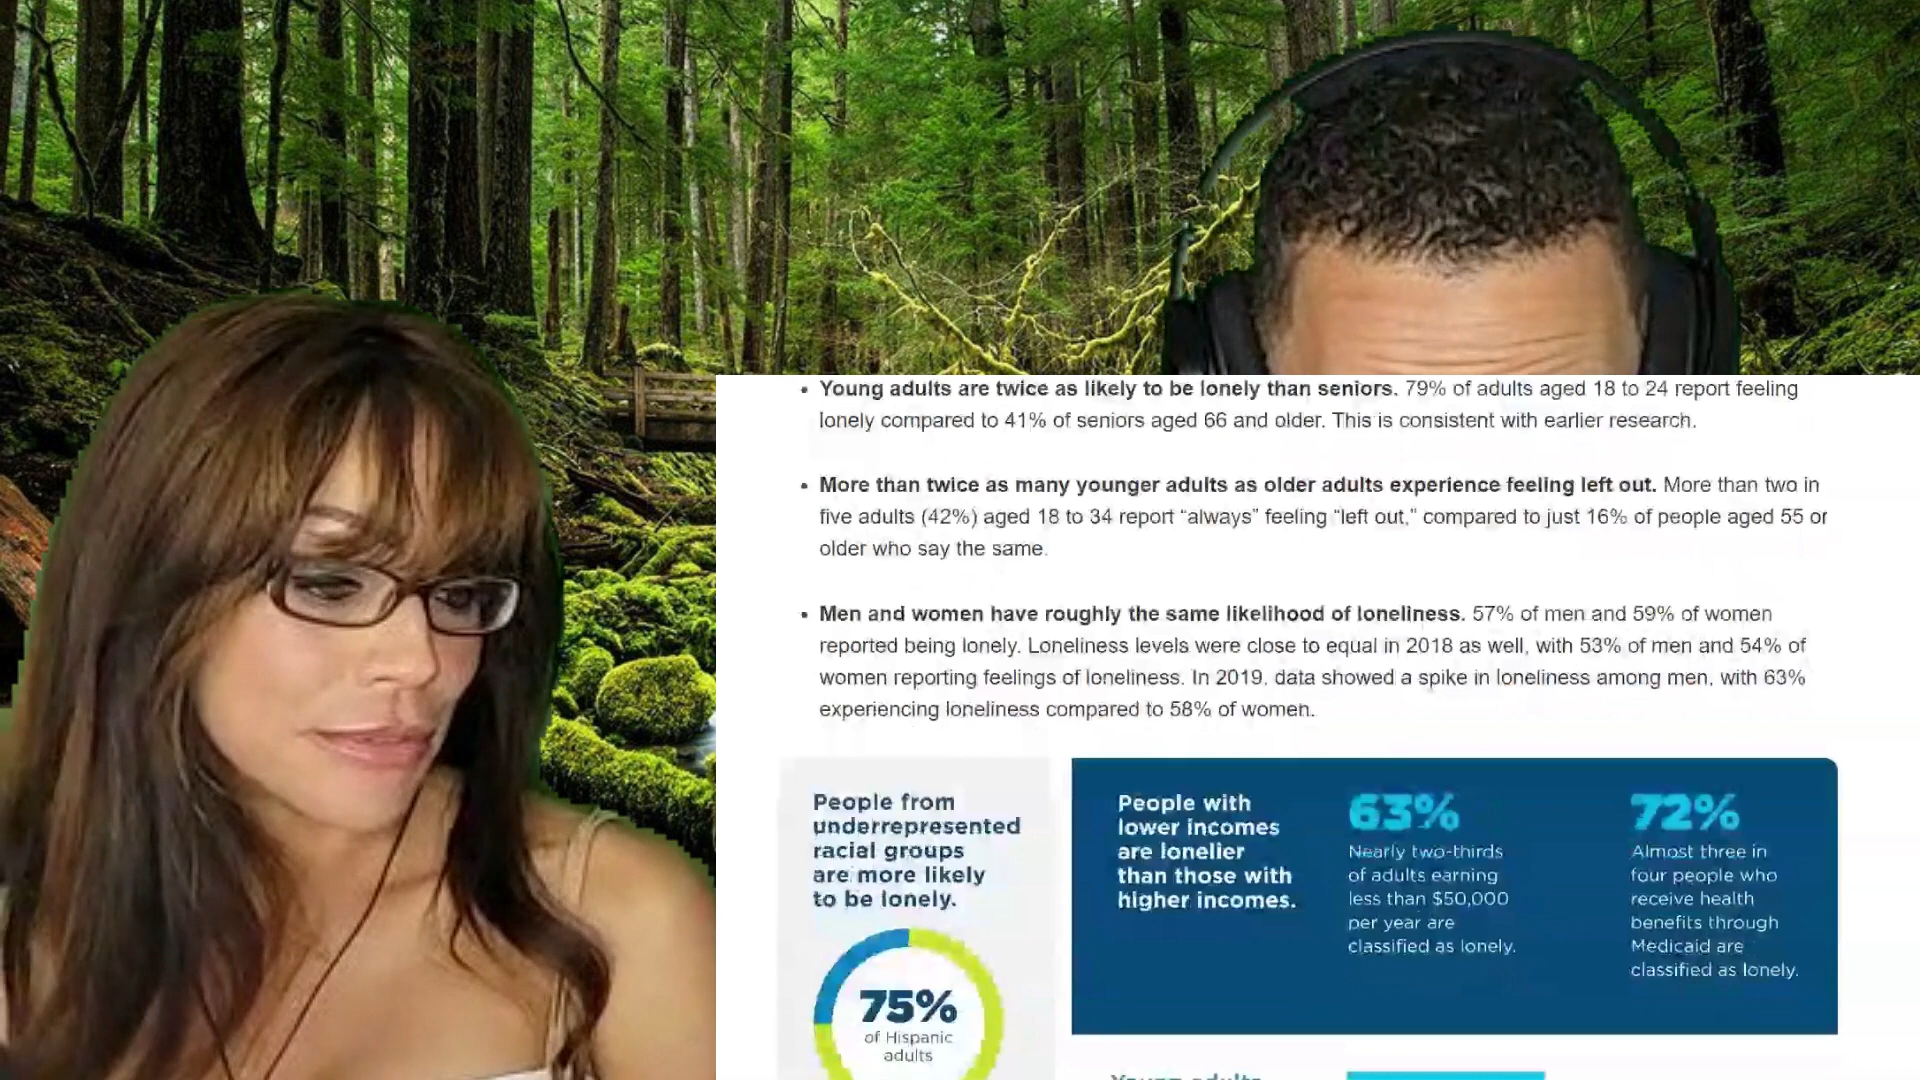 Young adults are twice as likely to be lonely than seniors. 79% of adults aged 18 to 24 report feeling
lonely compared to 41% of seniors aged 66 and older. This is consistent with earlier research.
More than twice as many younger adults as older adults experience feeling left out. More than two in
five adults (42%) aged 18 to 34 report “always” feeling “left out,” compared to just 16% of people aged 55 or
older who say the same.
Men and women have roughly the same likelihood of loneliness. 57% of men and 59% of women
reported being lonely. Loneliness levels were close to equal in 2018 as well, with 53% of men and 54% of
women reporting feelings of loneliness. In 2019, data showed a spike in loneliness among men, with 63%
experiencing loneliness compared to 58% of women.
People from
underrepresented
racial groups
are more likely
to be lonely.
75%
of Hispanic
adults
People with
lower incomes
are lonelier
than those with
higher incomes.
63%
Nearly two-thirds
of adults earning
less than $50,000
per year are
classified as lonely.
72%
Almost three in
four people who
receive health
benefits through
Medicaid are
classified as lonely.
Young adults